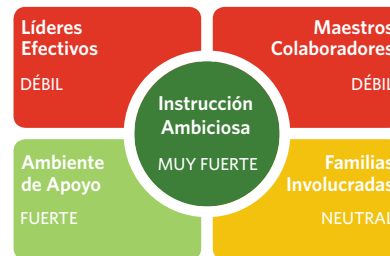 Líderes
Efectivos
DÉBIL
Maestros
Colaboradores
DÉBIL
Instrucción
Ambiciosa
MUY FUERTE
Ambiente
de Apoyo
FUERTE
Familias
Involucradas
NEUTRAL